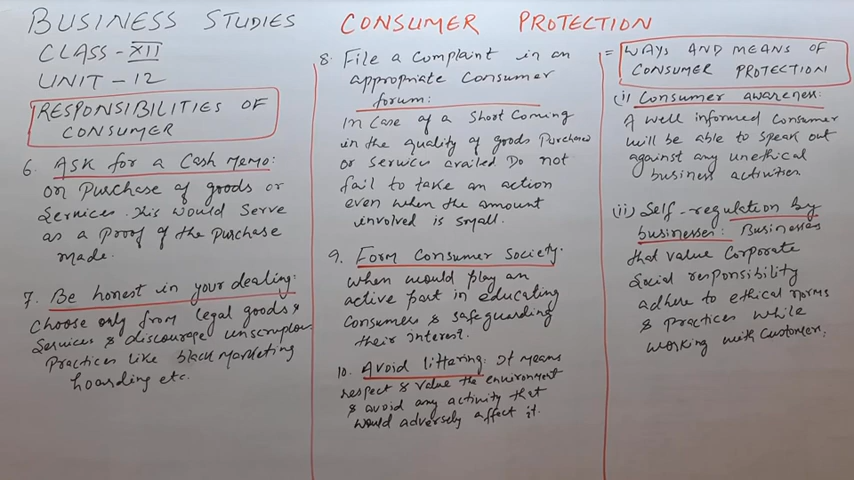 BUSINESS STUDIES CONSUMER PROTECTION
CLASS-XII
UNIT-12
RESPONSIBILITIES OF
CONSUMER
6. ASK for a Cash Memo:
on Purchase of goods or
Services. This would Serve
as a Proof of the Purchase
made.
7. Be honest in your dealing:
Choose only from legal goods &
Services & discourage unscruplous
Practices like black marketing
hoarding etc.
8. File a Complaint in an
appropriate Consumer
forum:
In case of a Short Coming
in the quality of goods Purchased
or Services availed Do not
fail to take an action
even when the amount
involved is Small.
9. Form Consumer Society.
When would play an
active part in educating
Consumers & safeguarding
their interest.
10. Avoid littering: It means
respect & value the environment
& avoid any activity that
would adversely affect it.
= WAYS AND MEANS OF
CONSUMER PROTECTION
(i) Consumer awareness:
A well informed Consumer
will be able to speak out
against any unethical
business activities
(ii) Self-regulation by
businesses: Businesses
that value Corporate
Social responsibility
adhere to ethical norms
& practices while
working with customers.